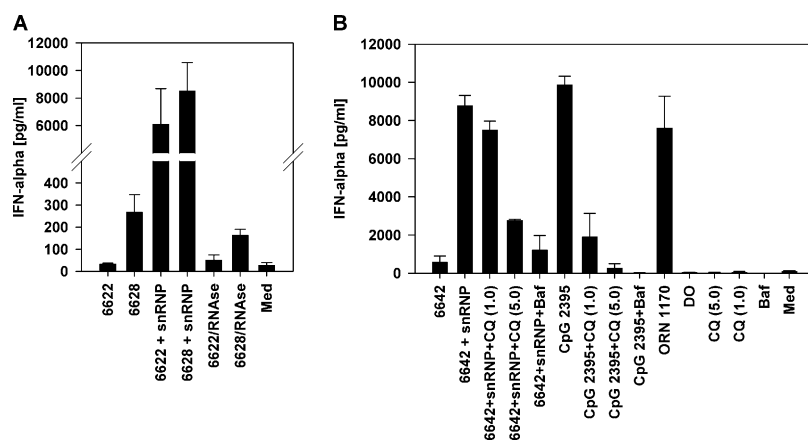 A
IFN-alpha [pg/ml]
12000
10000
8000
6000
400
300
200
100
0
6622
6628
6622 + snRNP
6628 + snRNP
6622/RNAse
6628/RNAse
Med
B
IFN-alpha [pg/ml]
12000
10000
8000
6000
4000
2000
0
6642
6642 + snRNP
6642+snRNP+CQ (1.0)
6642+snRNP+CQ (5.0)
6642+snRNP+Baf
CpG 2395
CpG 2395+CQ (1.0)
CpG 2395+CQ (5.0)
CpG 2395+Baf
ORN 1170
DO
CQ (5.0)
CQ (1.0)
Baf
Med